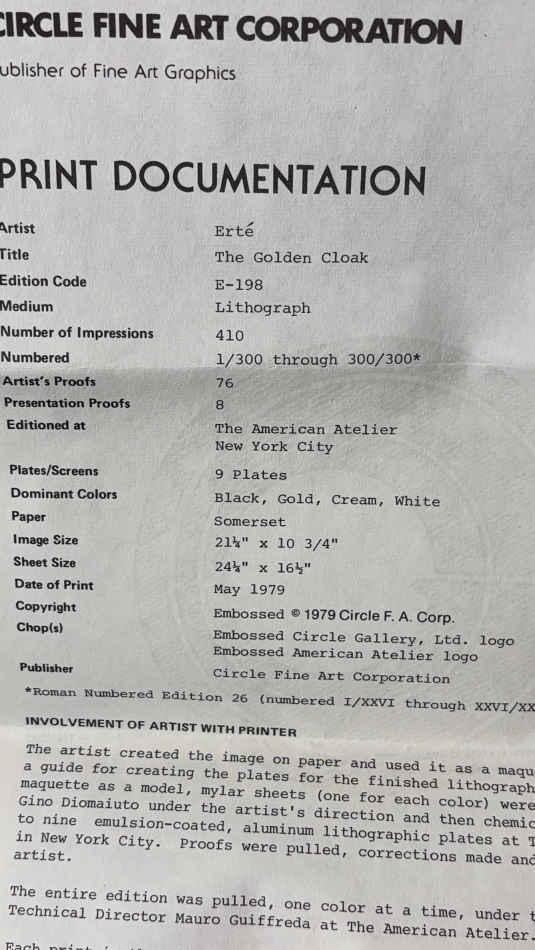 CIRCLE FINE ART CORPORATION
ublisher of Fine Art Graphics
PRINT DOCUMENTATION
Artist Erté
Title The Golden Cloak
Edition Code E-198
Medium Lithograph
Number of Impressions 410
Numbered 1/300 through 300/300*
Artist's Proofs 76
Presentation Proofs 8
Editioned at The American Atelier
New York City
Plates/Screens 9 Plates
Dominant Colors Black, Gold, Cream, White
Paper Somerset
Image Size 21¼" x 10 3/4"
Sheet Size 24¼" x 16½"
Date of Print May 1979
Copyright Embossed © 1979 Circle F. A. Corp.
Chop(s) Embossed Circle Gallery, Ltd. logo
Embossed American Atelier logo
Publisher Circle Fine Art Corporation
*Roman Numbered Edition 26 (numbered I/XXVI through XXVI/XX
INVOLVEMENT OF ARTIST WITH PRINTER
The artist created the image on paper and used it as a maqu
a guide for creating the plates for the finished lithograph
maquette as a model, mylar sheets (one for each color) were
Gino Diomaiuto under the artist's direction and then chemic
to nine emulsion-coated, aluminum lithographic plates at T
in New York City. Proofs were pulled, corrections made and
artist.
The entire edition was pulled, one color at a time, under t
Technical Director Mauro Guiffreda at The American Atelier.
Each print